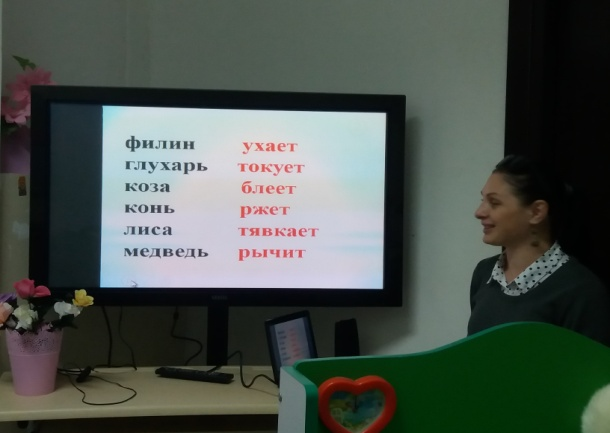 филин ухает
глухарь токует
коза блеет
конь ржет
лиса тявкает
медведь рычит